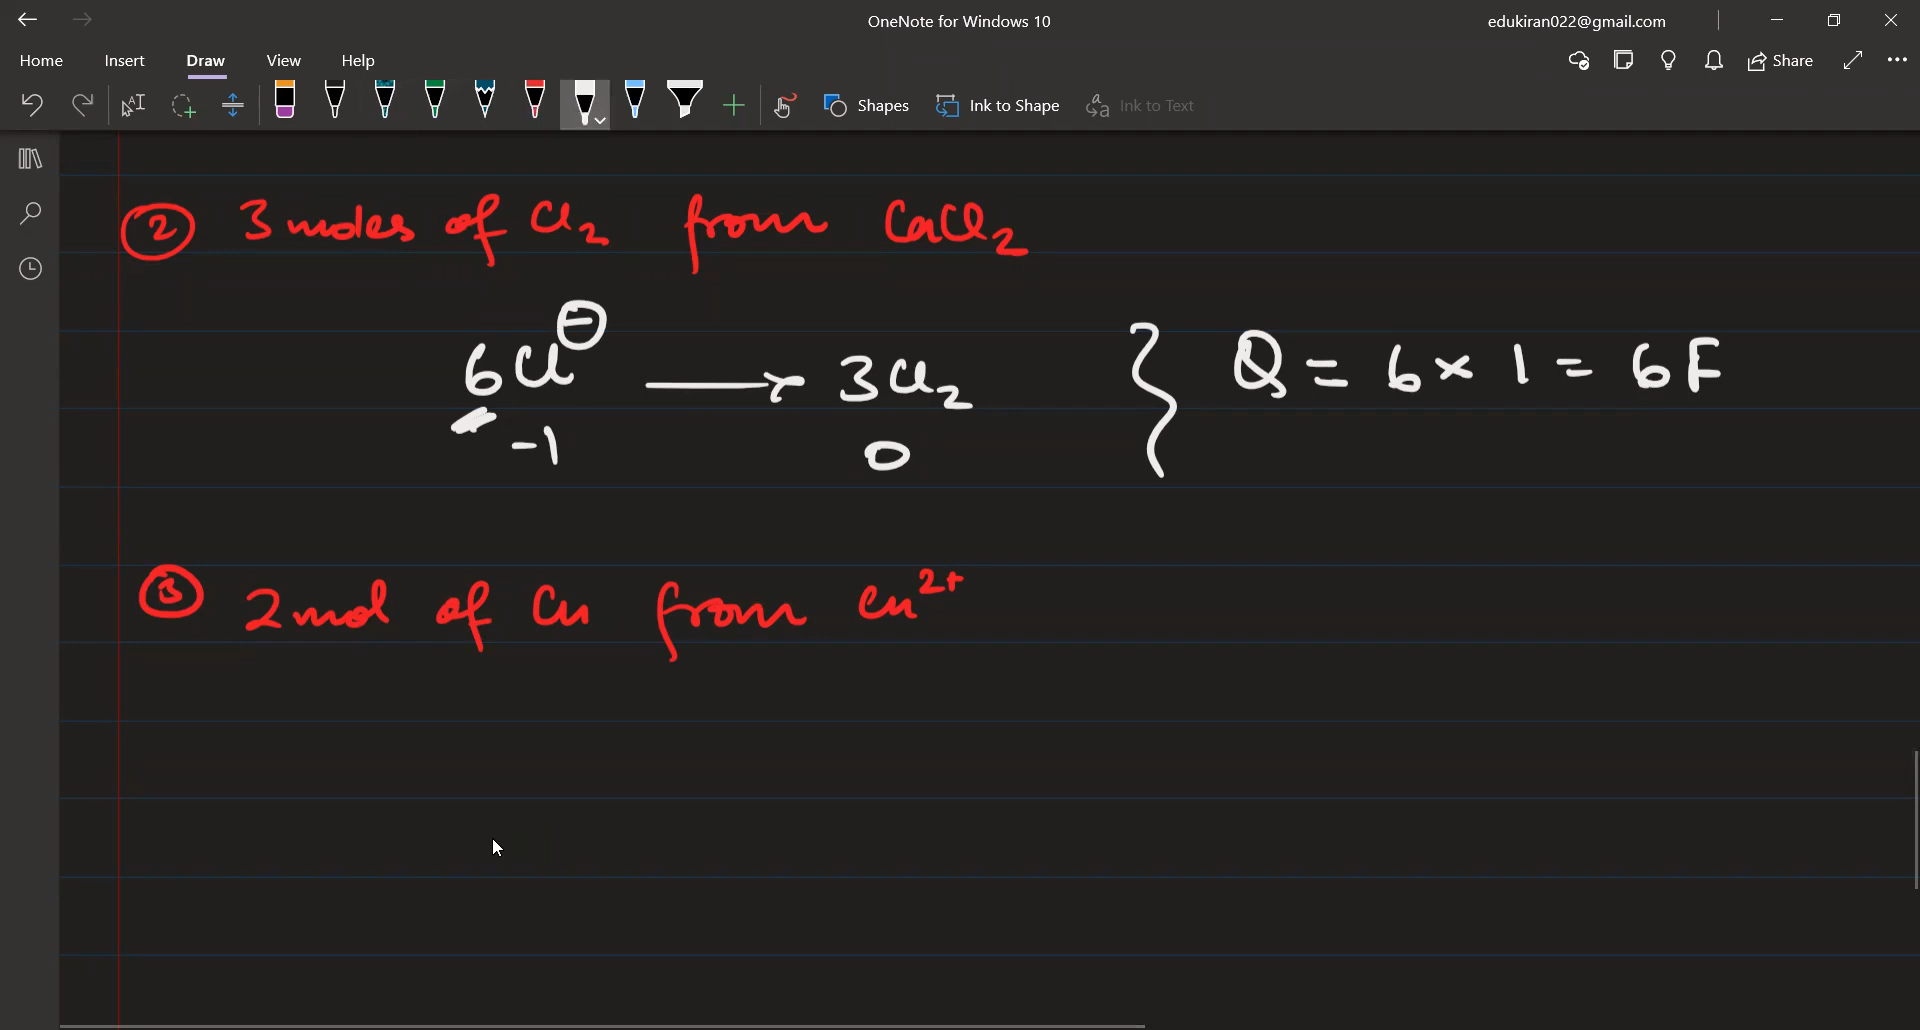 OneNote for Windows 10
edukiran022@gmail.com
Home Insert Draw View Help
Share
Shapes Ink to Shape Ink to Text
② 3 moles of Cl₂ from CaCl₂
6Cl⊖ → 3Cl₂ } Q = 6 × 1 = 6F
-1 0
③ 2 mol of Cu from Cu²⁺